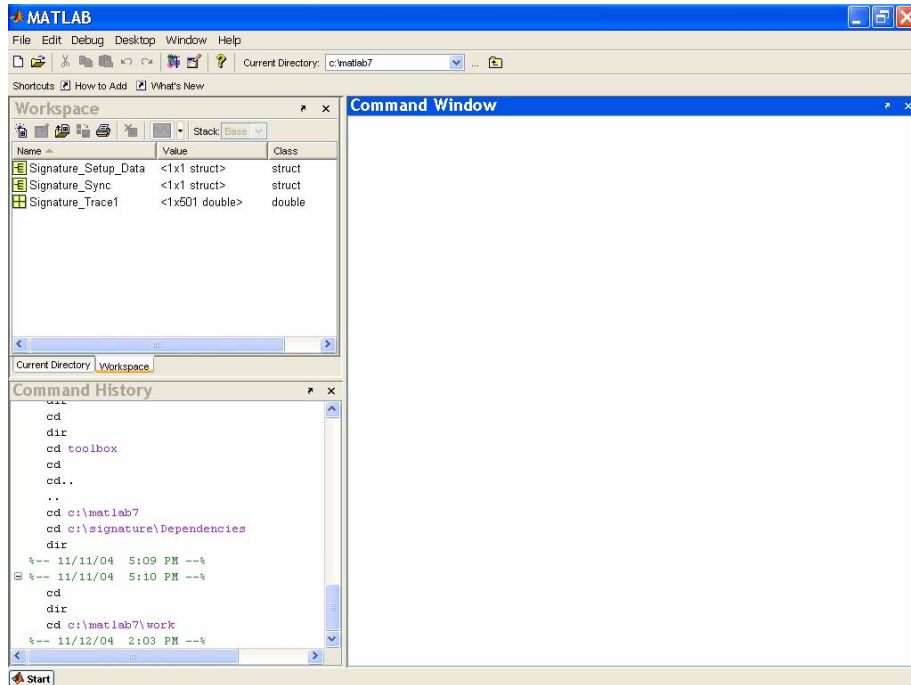 MATLAB
File Edit Debug Desktop Window Help
Current Directory: c:\matlab7 ...
Shortcuts How to Add What's New
Workspace
Stack: Base
Name Value Class
Signature_Setup_Data <1x1 struct> struct
Signature_Sync <1x1 struct> struct
Signature_Trace1 <1x501 double> double
Current Directory Workspace
Command History
dir
cd
dir
cd toolbox
cd
cd..
..
cd c:\matlab7
cd c:\signature\Dependencies
dir
%-- 11/11/04 5:09 PM --%
%-- 11/11/04 5:10 PM --%
cd
dir
cd c:\matlab7\work
%-- 11/12/04 2:03 PM --%
Start
Command Window